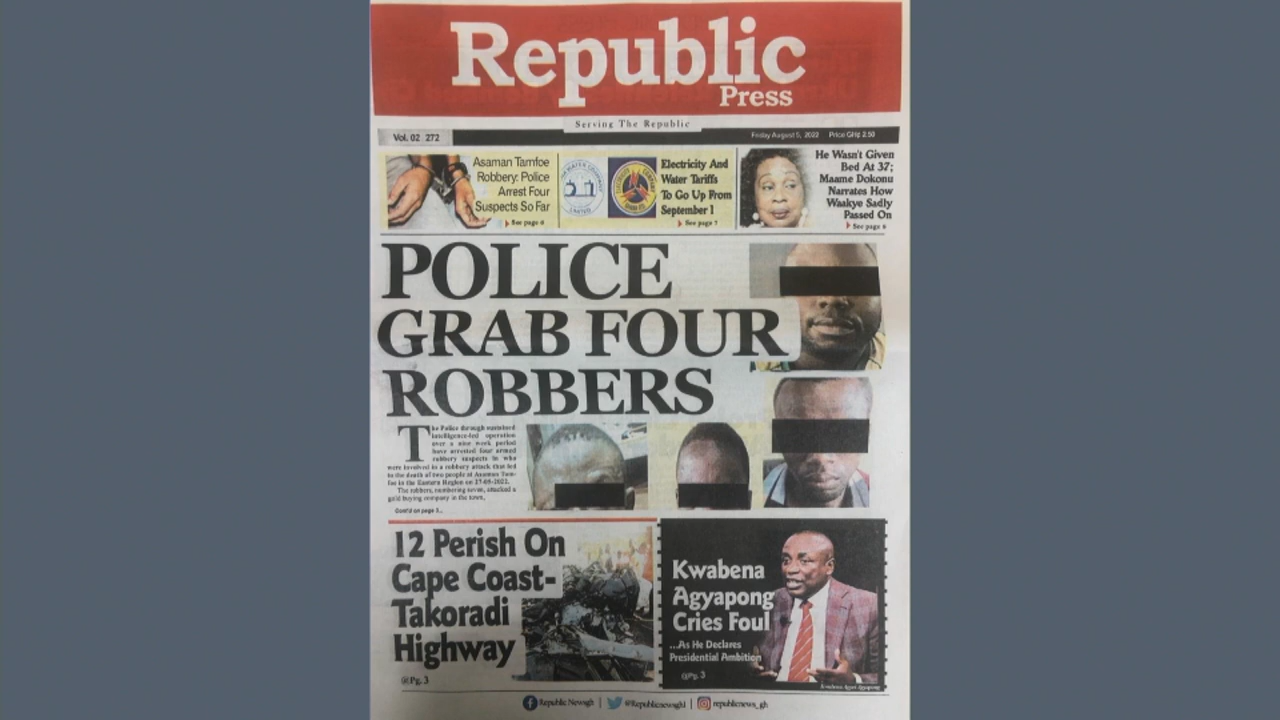 Republic
Press
Serving The Republic
Vol. 02 272
Friday August 5, 2022 Price GH¢ 2.50
Asaman Tamfoe
Robbery: Police
Arrest Four
Suspects So Far
See page 6
Electricity And
Water Tariffs
To Go Up From
September 1
See page 7
He Wasn't Given
Bed At 37;
Maame Dokonu
Narrates How
Waakye Sadly
Passed On
See page 6
POLICE
GRAB FOUR
ROBBERS
The Police through sustained
intelligence-led operation
over a nine week period
have arrested four armed
robbery suspects in who
were involved in a robbery attack that led
to the death of two people at Asaman Tam-
foe in the Eastern Region on 27-05-2022.
The robbers, numbering seven, attacked a
gold buying company in the town,
Cont'd on page 3...
12 Perish On
Cape Coast-
Takoradi
Highway
@Pg. 3
Kwabena
Agyapong
Cries Foul
...As He Declares
Presidential Ambition
@Pg. 3
Kwabena Agyei Agyapong
Republic Newsgh | @Republicnewsgh1 | republicnews_gh